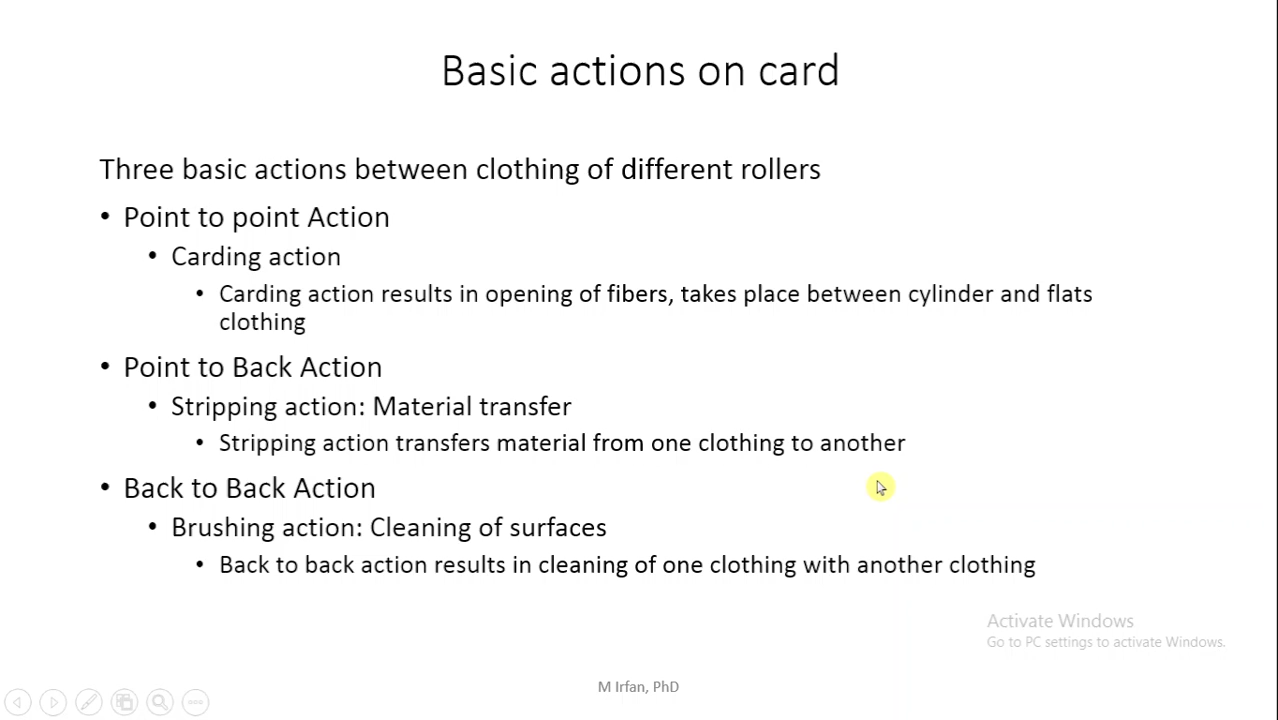 Basic actions on card
Three basic actions between clothing of different rollers
• Point to point Action
• Carding action
• Carding action results in opening of fibers, takes place between cylinder and flats
clothing
• Point to Back Action
• Stripping action: Material transfer
• Stripping action transfers material from one clothing to another
• Back to Back Action
• Brushing action: Cleaning of surfaces
• Back to back action results in cleaning of one clothing with another clothing
Activate Windows
Go to PC settings to activate Windows.
M Irfan, PhD